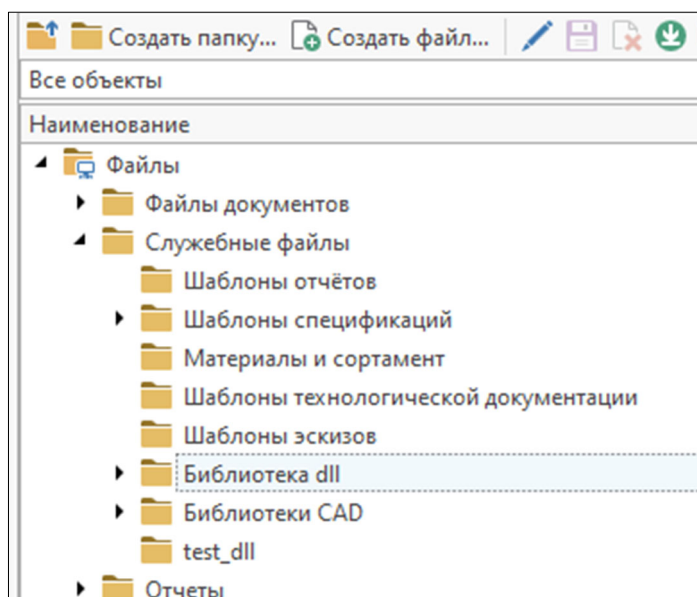 Создать папку... Создать файл...
Все объекты
Наименование
Файлы
Файлы документов
Служебные файлы
Шаблоны отчётов
Шаблоны спецификаций
Материалы и сортамент
Шаблоны технологической документации
Шаблоны эскизов
Библиотека dll
Библиотеки CAD
test_dll
Отчеты